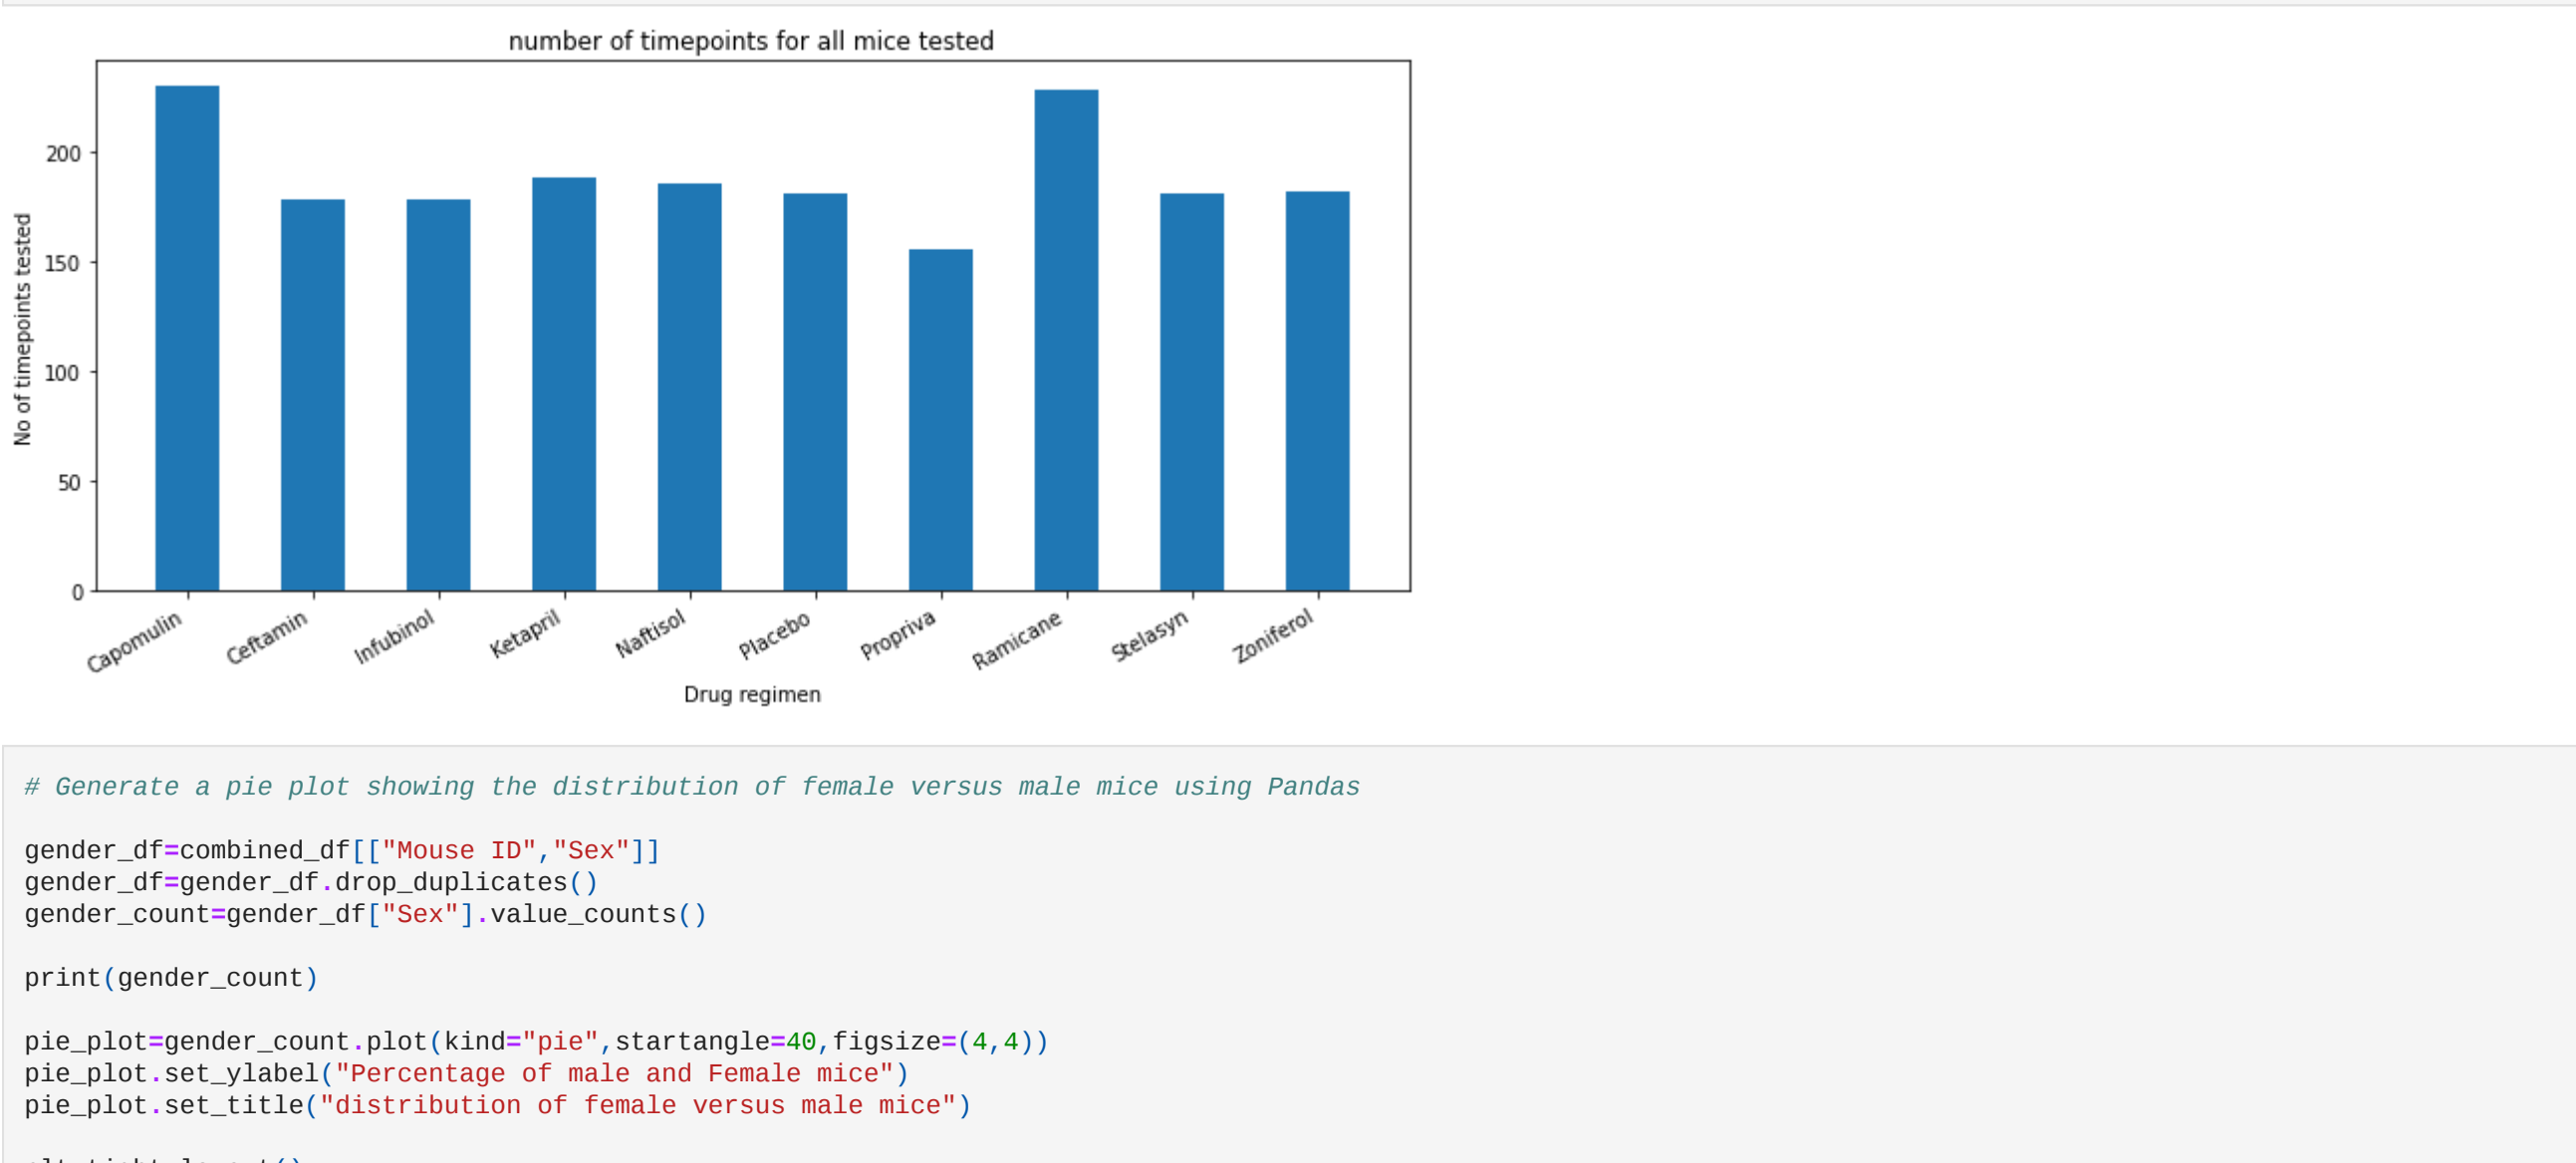 number of timepoints for all mice tested
200
150
100
50
0
No of timepoints tested
Capomulin
Ceftamin
Infubinol
Ketapril
Naftisol
Placebo
Propriva
Ramicane
Stelasyn
Zoniferol
Drug regimen
# Generate a pie plot showing the distribution of female versus male mice using Pandas
gender_df=combined_df[["Mouse ID","Sex"]]
gender_df=gender_df.drop_duplicates()
gender_count=gender_df["Sex"].value_counts()
print(gender_count)
pie_plot=gender_count.plot(kind="pie",startangle=40,figsize=(4,4))
pie_plot.set_ylabel("Percentage of male and Female mice")
pie_plot.set_title("distribution of female versus male mice")